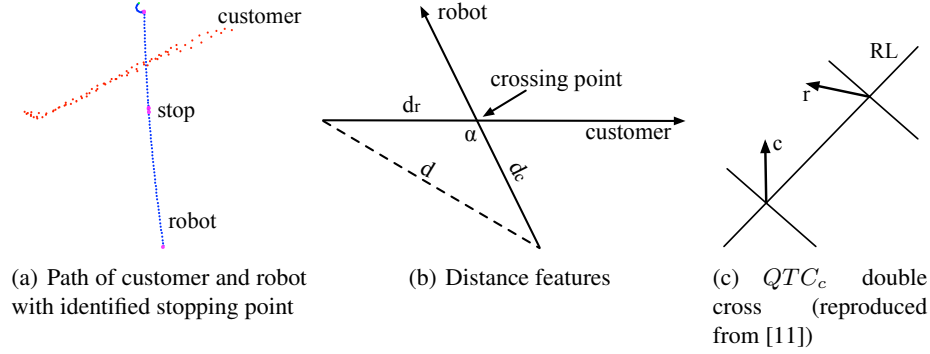 customer
stop
robot
robot
crossing point
dr
α
customer
dc
d
RL
r
c
(a) Path of customer and robot
with identified stopping point
(b) Distance features
(c) QTCc double
cross (reproduced
from [11])